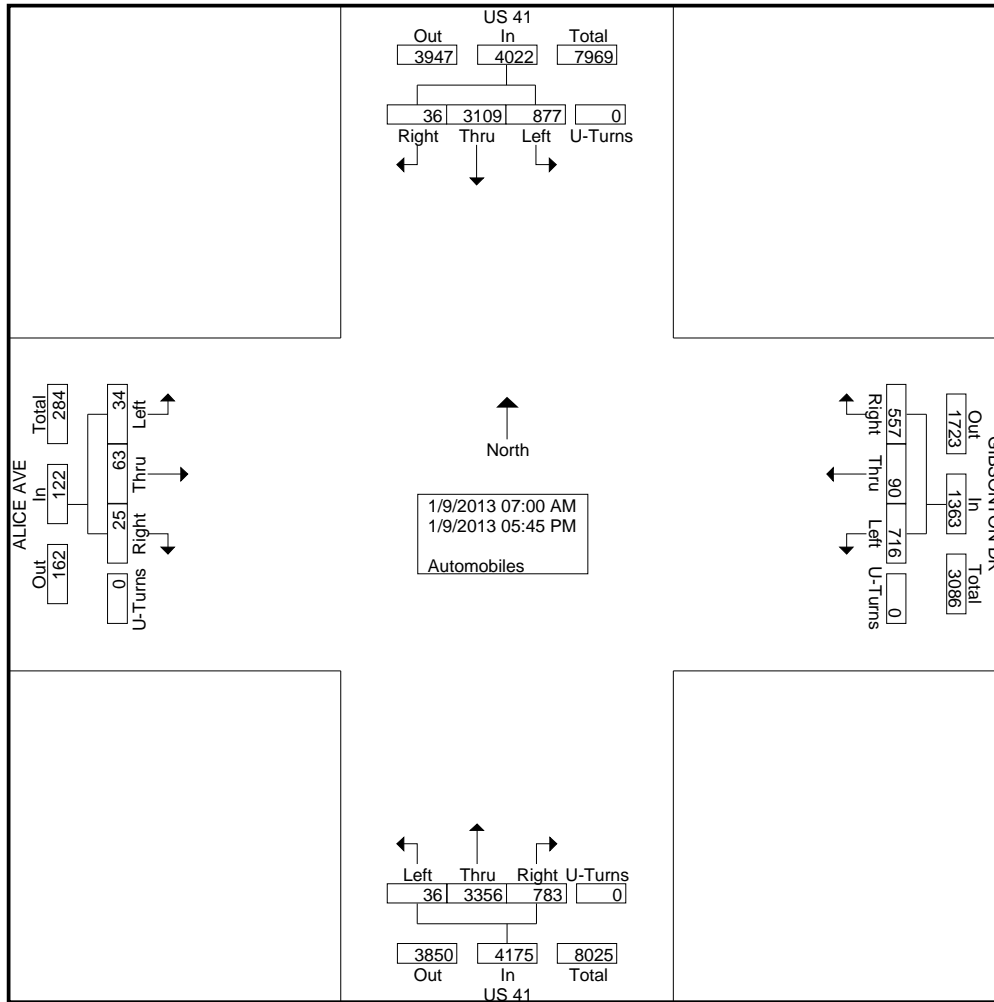 US 41
Out In Total
3947 4022 7969
36 3109 877 0
Right Thru Left U-Turns
ALICE AVE
Total In Out
284 122 162
34 63 25 0
Left Thru Right U-Turns
North
1/9/2013 07:00 AM
1/9/2013 05:45 PM
Automobiles
Out In Total
1723 1363 3086
557 90 716 0
Right Thru Left U-Turns
Left Thru Right U-Turns
36 3356 783 0
3850 4175 8025
Out In Total
US 41